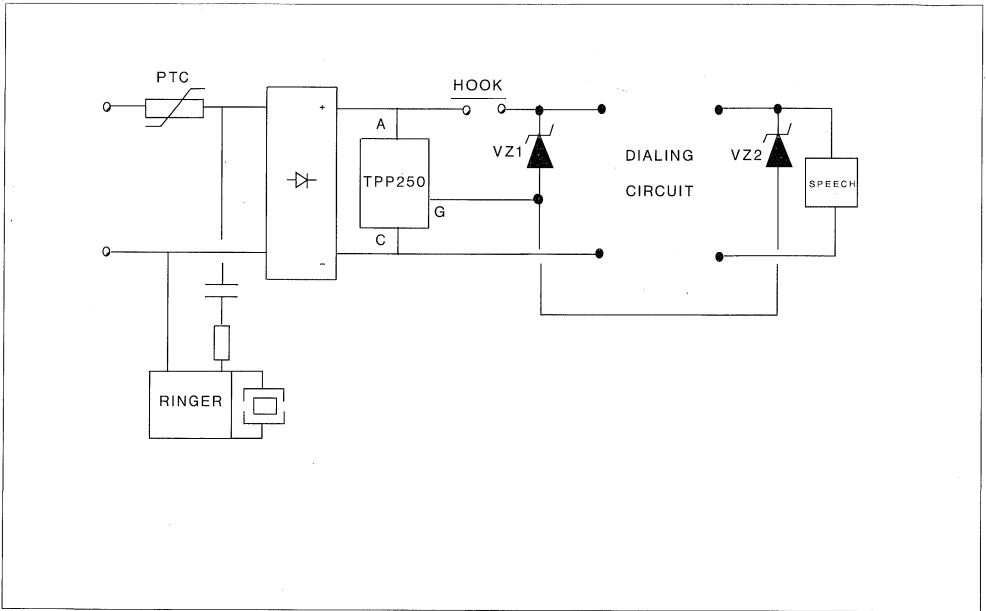 PTC
HOOK
+
A
VZ1
DIALING
CIRCUIT
VZ2
SPEECH
TPP250
G
C
−
RINGER